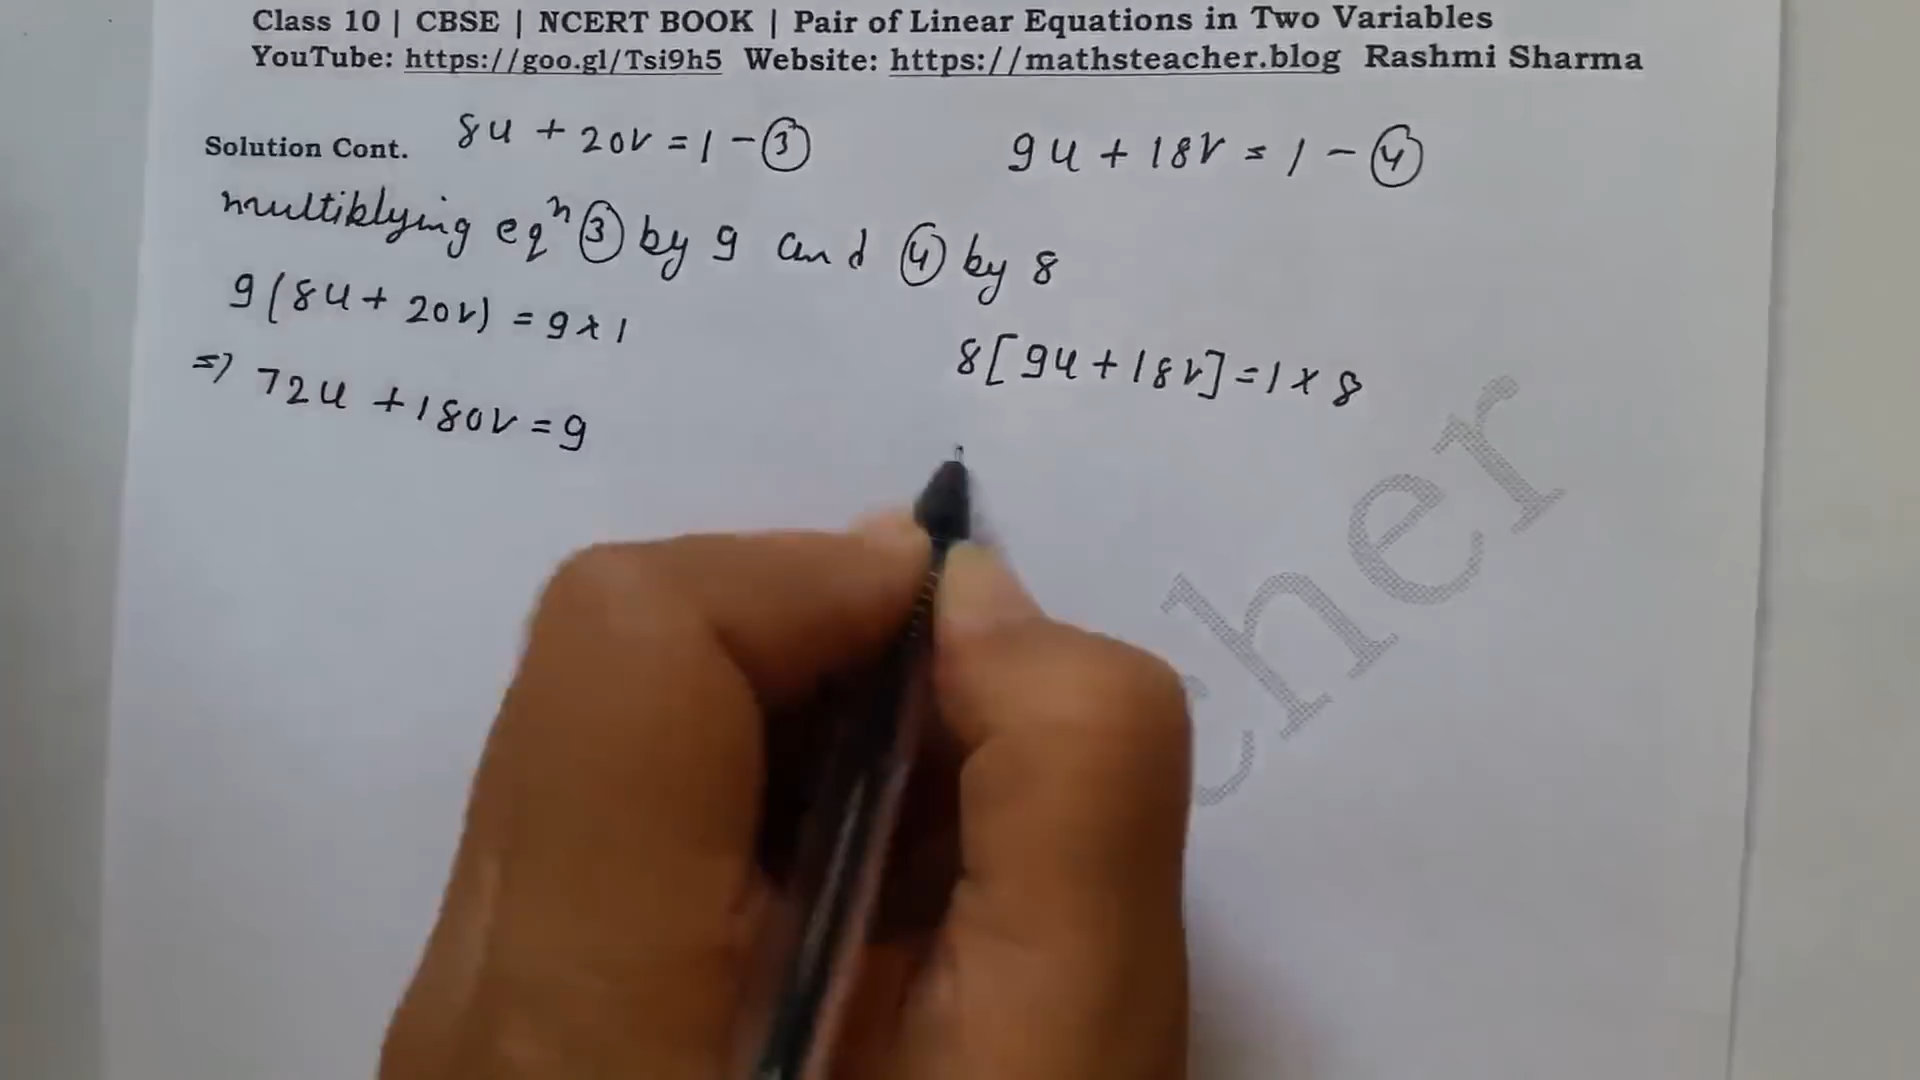 Class 10 | CBSE | NCERT BOOK | Pair of Linear Equations in Two Variables
YouTube: https://goo.gl/Tsi9h5 Website: https://mathsteacher.blog Rashmi Sharma
Solution Cont. 8u + 20v = 1 - ③ 9u + 18v = 1 - ④
multiplying eqⁿ ③ by 9 and ④ by 8
9(8u + 20v) = 9 × 1
8[9u + 18v] = 1 × 8
⇒ 72u + 180v = 9
cher